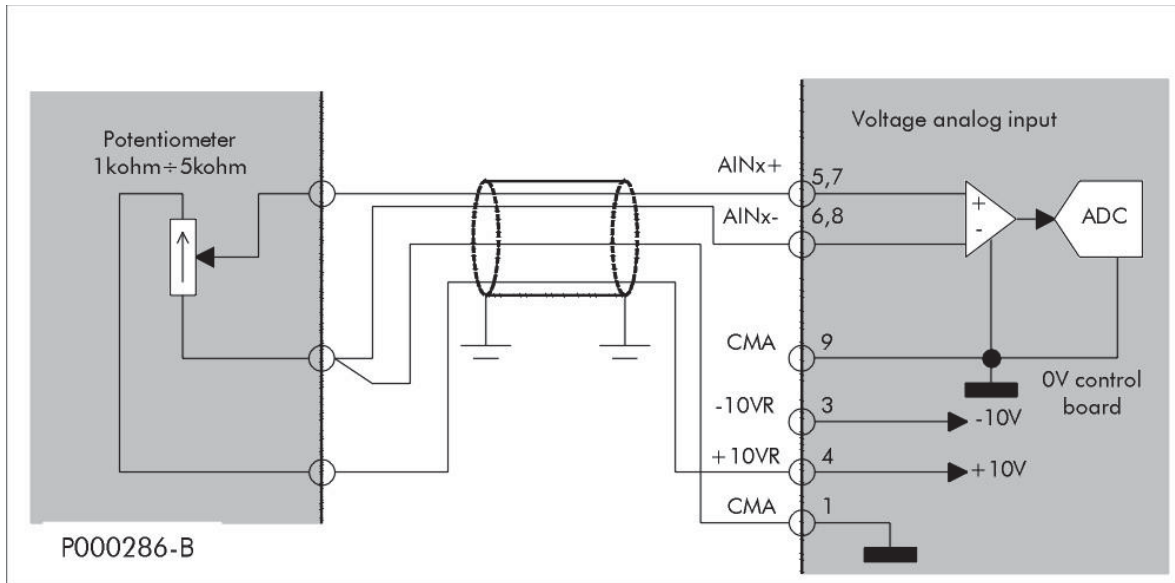 Potentiometer
1kohm÷5kohm
P000286-B
Voltage analog input
AINx+
5,7
AINx-
6,8
+
-
ADC
CMA
9
0V control
board
-10VR
3
-10V
+10VR
4
+10V
CMA
1